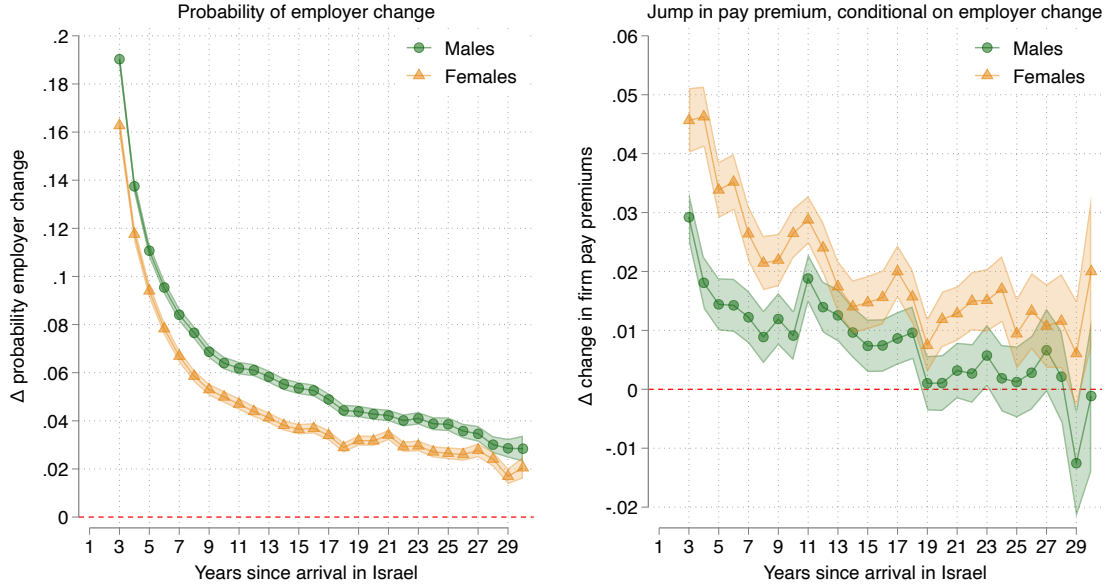 Probability of employer change
Δ probability employer change
.2
.18
.16
.14
.12
.1
.08
.06
.04
.02
0
Males
Females
1 3 5 7 9 11 13 15 17 19 21 23 25 27 29
Years since arrival in Israel
Jump in pay premium, conditional on employer change
Δ change in firm pay premiums
.06
.05
.04
.03
.02
.01
0
-.01
-.02
Males
Females
1 3 5 7 9 11 13 15 17 19 21 23 25 27 29
Years since arrival in Israel